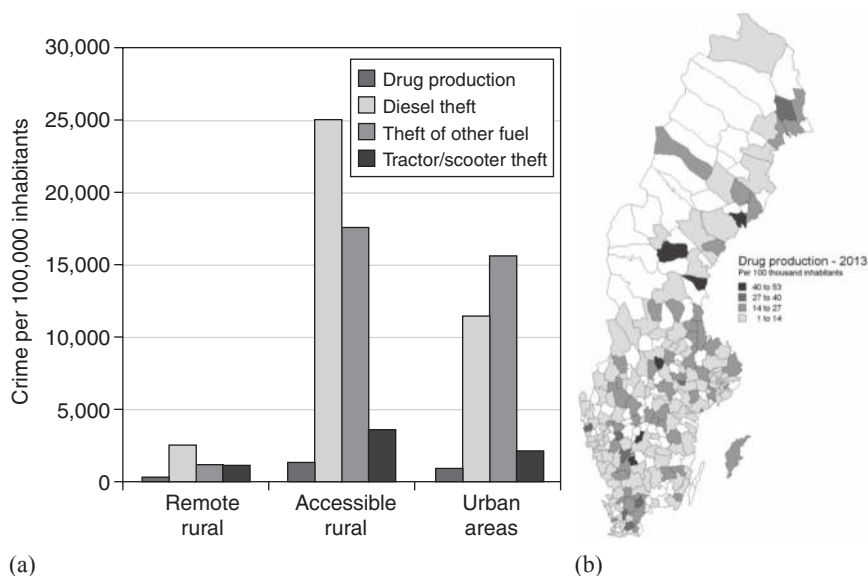 30,000
25,000
20,000
15,000
10,000
5,000
0
Crime per 100,000 inhabitants
Drug production
Diesel theft
Theft of other fuel
Tractor/scooter theft
Remote
rural
Accessible
rural
Urban
areas
(a)
Drug production - 2013
Per 100 thousand inhabitants
40 to 53
27 to 40
14 to 27
1 to 14
(b)